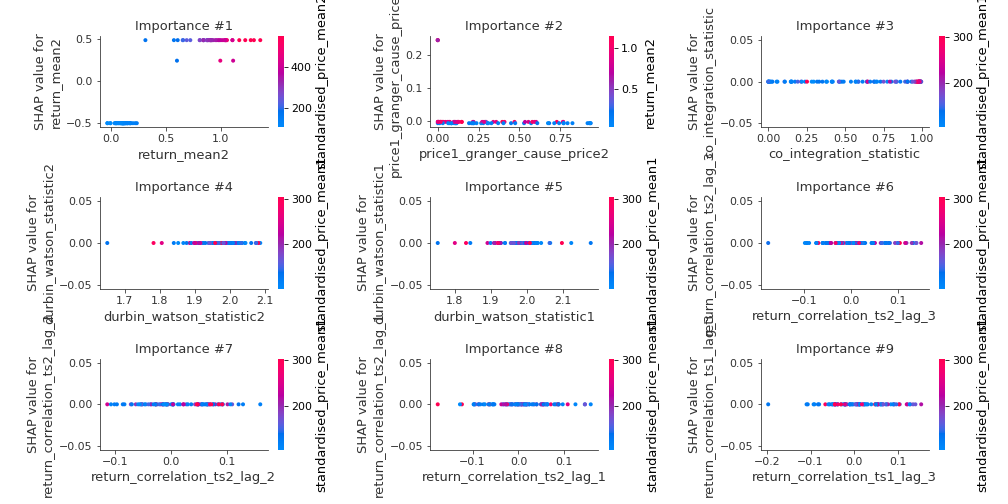 Importance #1
Importance #2
Importance #3
SHAP value for
return_mean2
0.5
0.0
−0.5
0.0
0.5
1.0
return_mean2
400
200
standardised_price_mean2
SHAP value for
price1_granger_cause_price2
0.2
0.1
0.0
0.00
0.25
0.50
0.75
price1_granger_cause_price2
1.0
0.5
return_mean2
SHAP value for
co_integration_statistic
0.05
0.00
−0.05
0.00
0.25
0.50
0.75
1.00
co_integration_statistic
300
200
standardised_price_mean1
Importance #4
Importance #5
Importance #6
SHAP value for
durbin_watson_statistic2
0.05
0.00
−0.05
1.7
1.8
1.9
2.0
2.1
durbin_watson_statistic2
300
200
standardised_price_mean1
SHAP value for
durbin_watson_statistic1
0.05
0.00
−0.05
1.8
1.9
2.0
2.1
durbin_watson_statistic1
300
200
standardised_price_mean1
SHAP value for
return_correlation_ts2_lag_3
0.05
0.00
−0.05
−0.1
0.0
0.1
return_correlation_ts2_lag_3
300
200
standardised_price_mean1
Importance #7
Importance #8
Importance #9
SHAP value for
return_correlation_ts2_lag_2
0.05
0.00
−0.05
−0.1
0.0
0.1
return_correlation_ts2_lag_2
300
200
standardised_price_mean1
SHAP value for
return_correlation_ts2_lag_1
0.05
0.00
−0.05
−0.1
0.0
0.1
return_correlation_ts2_lag_1
300
200
standardised_price_mean1
SHAP value for
return_correlation_ts1_lag_3
0.05
0.00
−0.05
−0.2
−0.1
0.0
0.1
return_correlation_ts1_lag_3
300
200
standardised_price_mean1